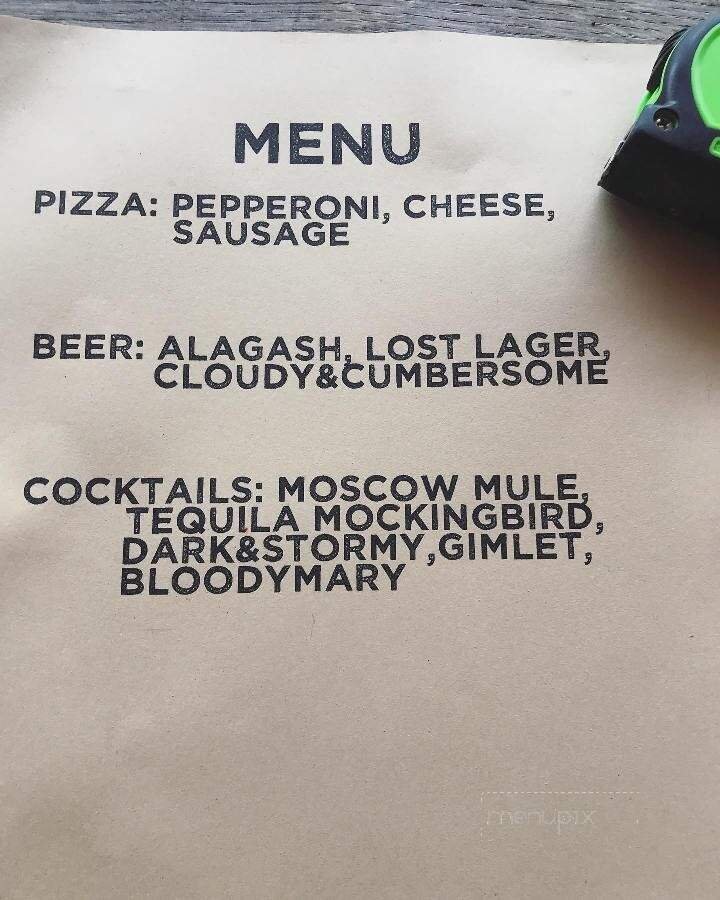 MENU
PIZZA: PEPPERONI, CHEESE,
SAUSAGE
BEER: ALAGASH, LOST LAGER,
CLOUDY&CUMBERSOME
COCKTAILS: MOSCOW MULE,
TEQUILA MOCKINGBIRD,
DARK&STORMY,GIMLET,
BLOODYMARY
menupix